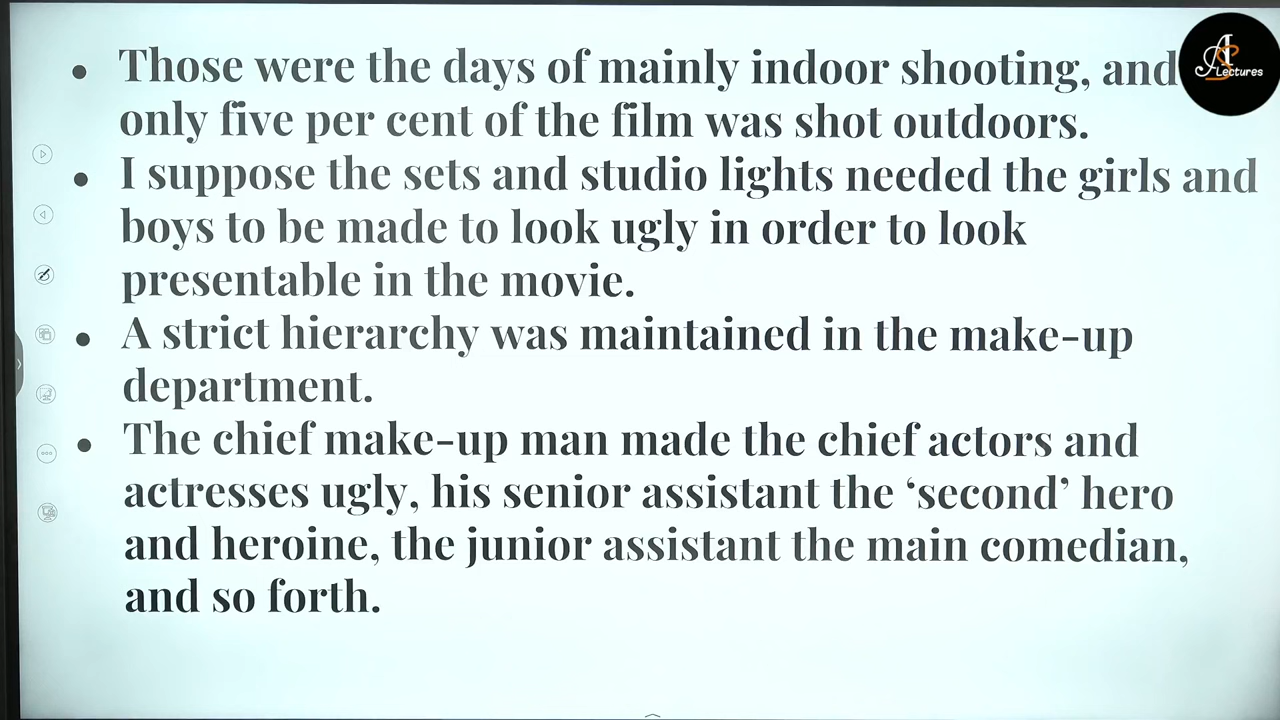 • Those were the days of mainly indoor shooting, and
only five per cent of the film was shot outdoors.
• I suppose the sets and studio lights needed the girls and
boys to be made to look ugly in order to look
presentable in the movie.
• A strict hierarchy was maintained in the make-up
department.
• The chief make-up man made the chief actors and
actresses ugly, his senior assistant the ‘second’ hero
and heroine, the junior assistant the main comedian,
and so forth.
AS Lectures